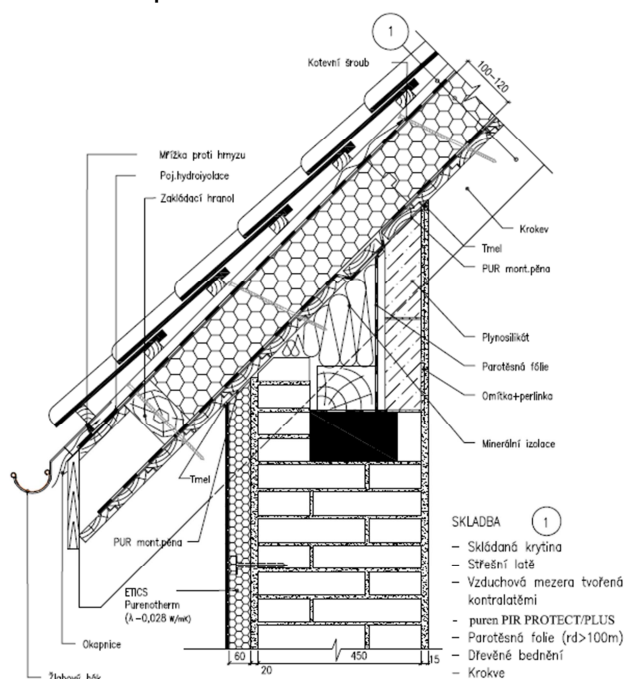 1
Kotevní šroub
100-120
Mřížka proti hmyzu
Poj.hydroiyolace
Zakládací hranol
Krokev
Tmel
PUR mont.pěna
Plynosilikát
Parotěsná fólie
Omítka+perlinka
Minerální izolace
Tmel
PUR mont.pěna
ETICS
Purenotherm
(λ-0,028 W/mK)
Okapnice
Žlabový hák
60
20
450
15
SKLADBA 1
- Skládaná krytina
- Střešní latě
- Vzduchová mezera tvořená
kontralatěmi
- puren PIR PROTECT/PLUS
- Parotěsná folie (rd>100m)
- Dřevěné bednění
- Krokve